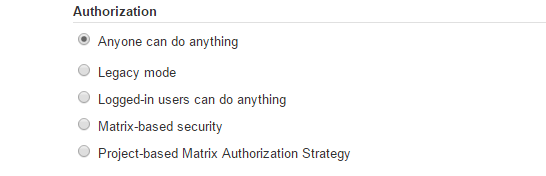 Authorization
Anyone can do anything
Legacy mode
Logged-in users can do anything
Matrix-based security
Project-based Matrix Authorization Strategy